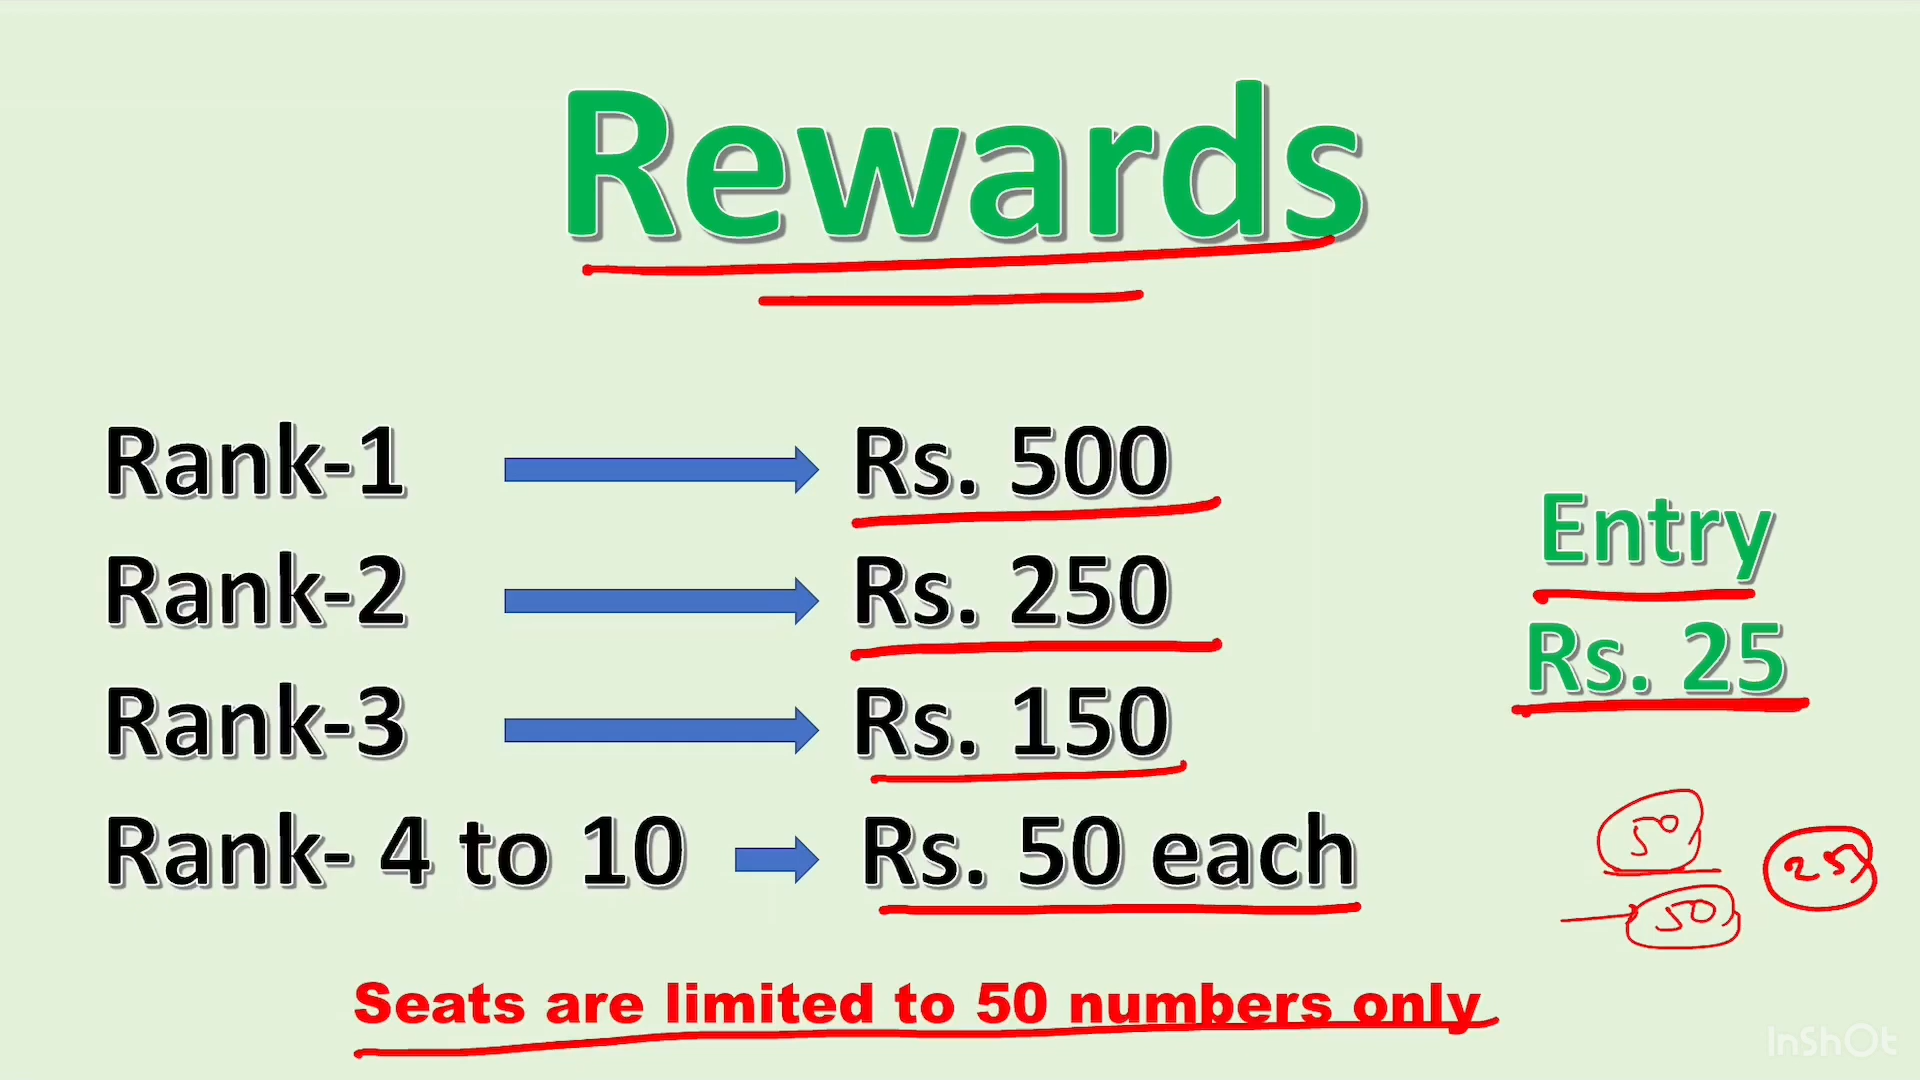 Rewards
Rank-1 Rs. 500
Rank-2 Rs. 250
Rank-3 Rs. 150
Rank- 4 to 10 Rs. 50 each
Entry
Rs. 25
50
25
50
Seats are limited to 50 numbers only
InShOt